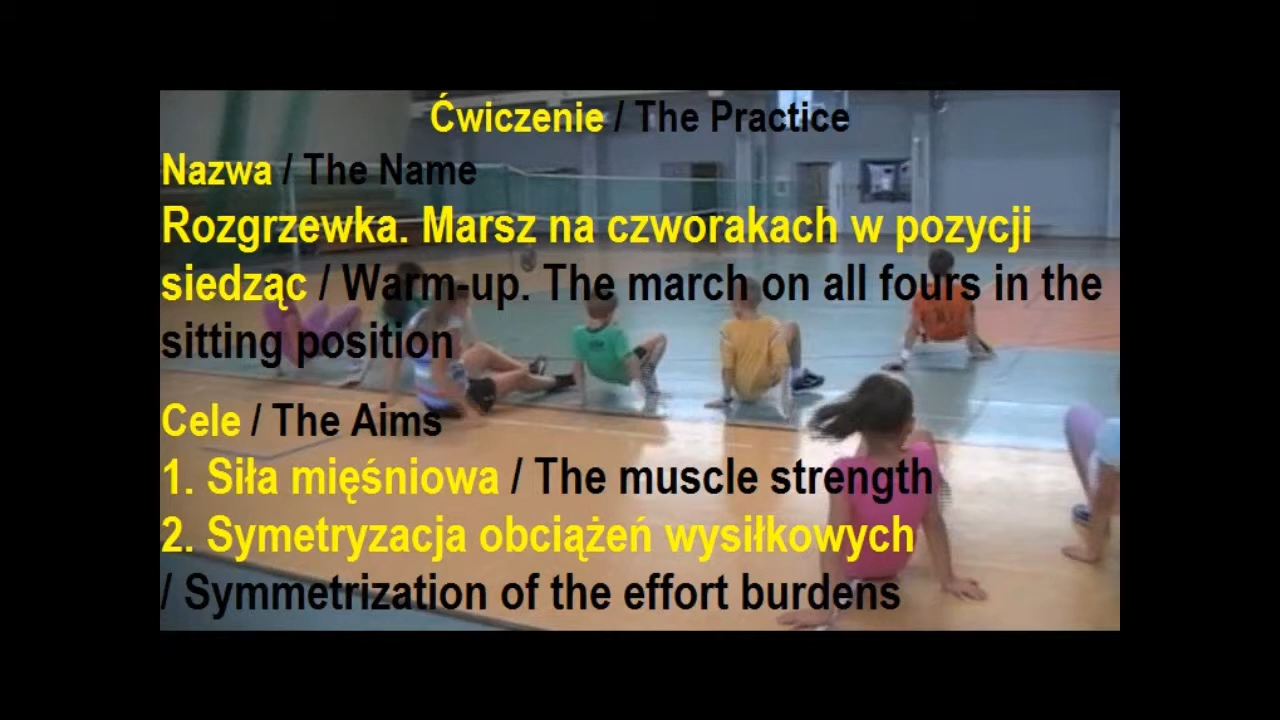 Ćwiczenie / The Practice
Nazwa / The Name
Rozgrzewka. Marsz na czworakach w pozycji
siedząc / Warm-up. The march on all fours in the
sitting position
Cele / The Aims
1. Siła mięśniowa / The muscle strength
2. Symetryzacja obciążeń wysiłkowych
/ Symmetrization of the effort burdens